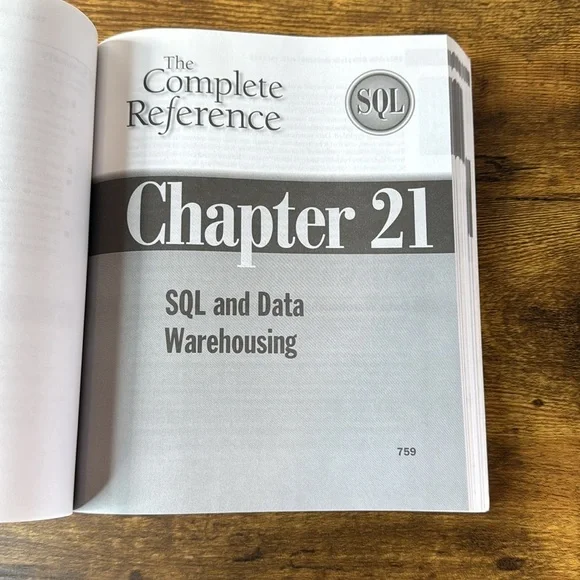 The
Complete
Reference
SQL
Chapter 21
SQL and Data
Warehousing
759